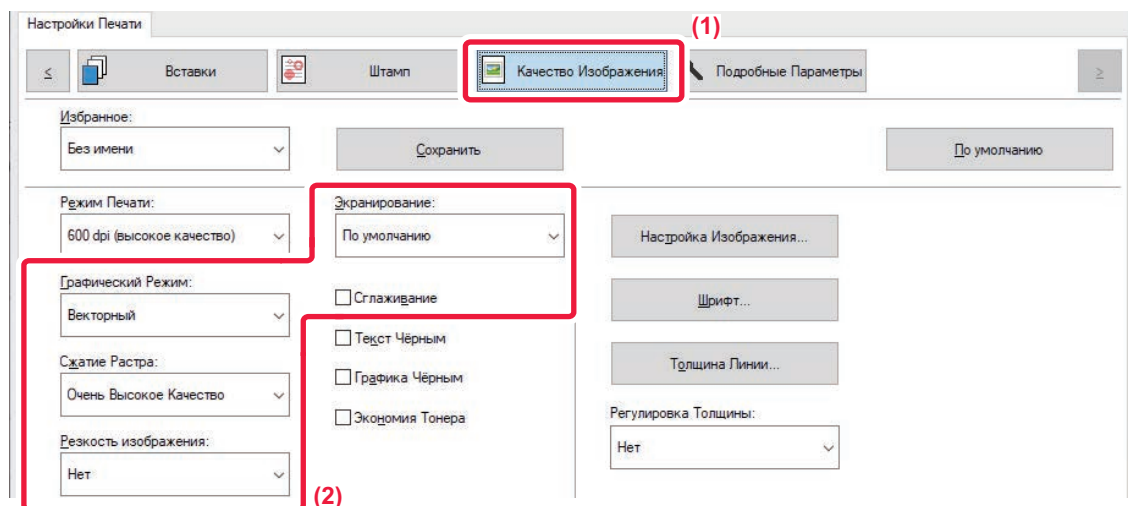 Настройки Печати
(1)
≤
Вставки
Штамп
Качество Изображения
Подробные Параметры
≥
Избранное:
Без имени
Сохранить
По умолчанию
Режим Печати:
600 dpi (высокое качество)
Экранирование:
По умолчанию
Настройка Изображения...
Графический Режим:
Векторный
Сглаживание
Шрифт...
Текст Чёрным
Сжатие Растра:
Очень Высокое Качество
Графика Чёрным
Толщина Линии...
Экономия Тонера
Регулировка Толщины:
Нет
Резкость изображения:
Нет
(2)